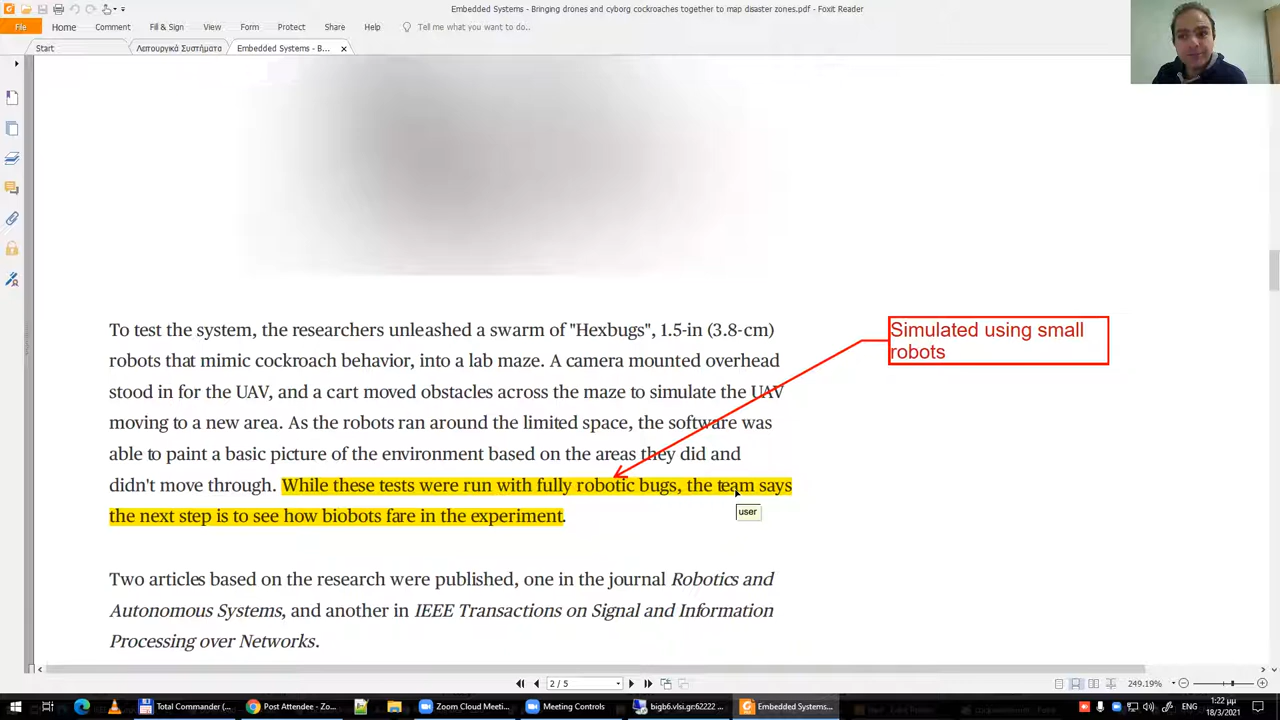 Embedded Systems - Bringing drones and cyborg cockroaches together to map disaster zones.pdf - Foxit Reader
File Home Comment Fill & Sign View Form Protect Share Help Tell me what you want to do..
Start Λειτουργικά Συστήματα Embedded Systems - B...
To test the system, the researchers unleashed a swarm of "Hexbugs", 1.5-in (3.8-cm)
robots that mimic cockroach behavior, into a lab maze. A camera mounted overhead
stood in for the UAV, and a cart moved obstacles across the maze to simulate the UAV
moving to a new area. As the robots ran around the limited space, the software was
able to paint a basic picture of the environment based on the areas they did and
didn't move through. While these tests were run with fully robotic bugs, the team says
the next step is to see how biobots fare in the experiment.
Simulated using small
robots
user
Two articles based on the research were published, one in the journal Robotics and
Autonomous Systems, and another in IEEE Transactions on Signal and Information
Processing over Networks.
2 / 5
249.19%
Total Commander (... Post Attendee - Zo... Zoom Cloud Meeti... Meeting Controls bigb6.vlsi.gr:62222 ... Embedded Systems...
ENG
1:22 μμ
18/3/2021